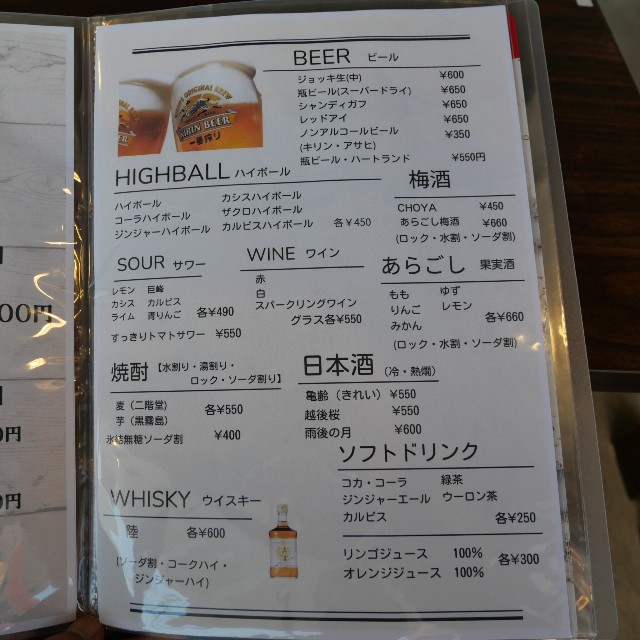 BEER ビール
ジョッキ生(中) ¥600
瓶ビール(スーパードライ) ¥650
シャンディガフ ¥650
レッドアイ ¥650
ノンアルコールビール ¥350
(キリン・アサヒ)
瓶ビール・ハートランド ¥550円
KIRIN BEER
一番搾り
HIGHBALL ハイボール
ハイボール カシスハイボール
コーラハイボール ザクロハイボール
ジンジャーハイボール カルピスハイボール 各¥450
梅酒
CHOYA ¥450
あらごし梅酒 ¥660
(ロック・水割・ソーダ割)
SOUR サワー
レモン 巨峰
カシス カルピス
ライム 青りんご 各¥490
すっきりトマトサワー ¥550
WINE ワイン
赤
白
スパークリングワイン
グラス各¥550
あらごし 果実酒
もも ゆず
りんご レモン
みかん 各¥660
(ロック・水割・ソーダ割)
焼酎【水割り・湯割り・
ロック・ソーダ割り】
麦(二階堂) 各¥550
芋(黒霧島)
氷結無糖ソーダ割 ¥400
日本酒(冷・熱燗)
亀齢(きれい) ¥550
越後桜 ¥550
雨後の月 ¥600
WHISKY ウイスキー
陸 各¥600
(ソーダ割・コークハイ・
ジンジャーハイ)
ソフトドリンク
コカ・コーラ 緑茶
ジンジャーエール ウーロン茶
カルピス 各¥250
リンゴジュース 100%
オレンジジュース 100% 各¥300